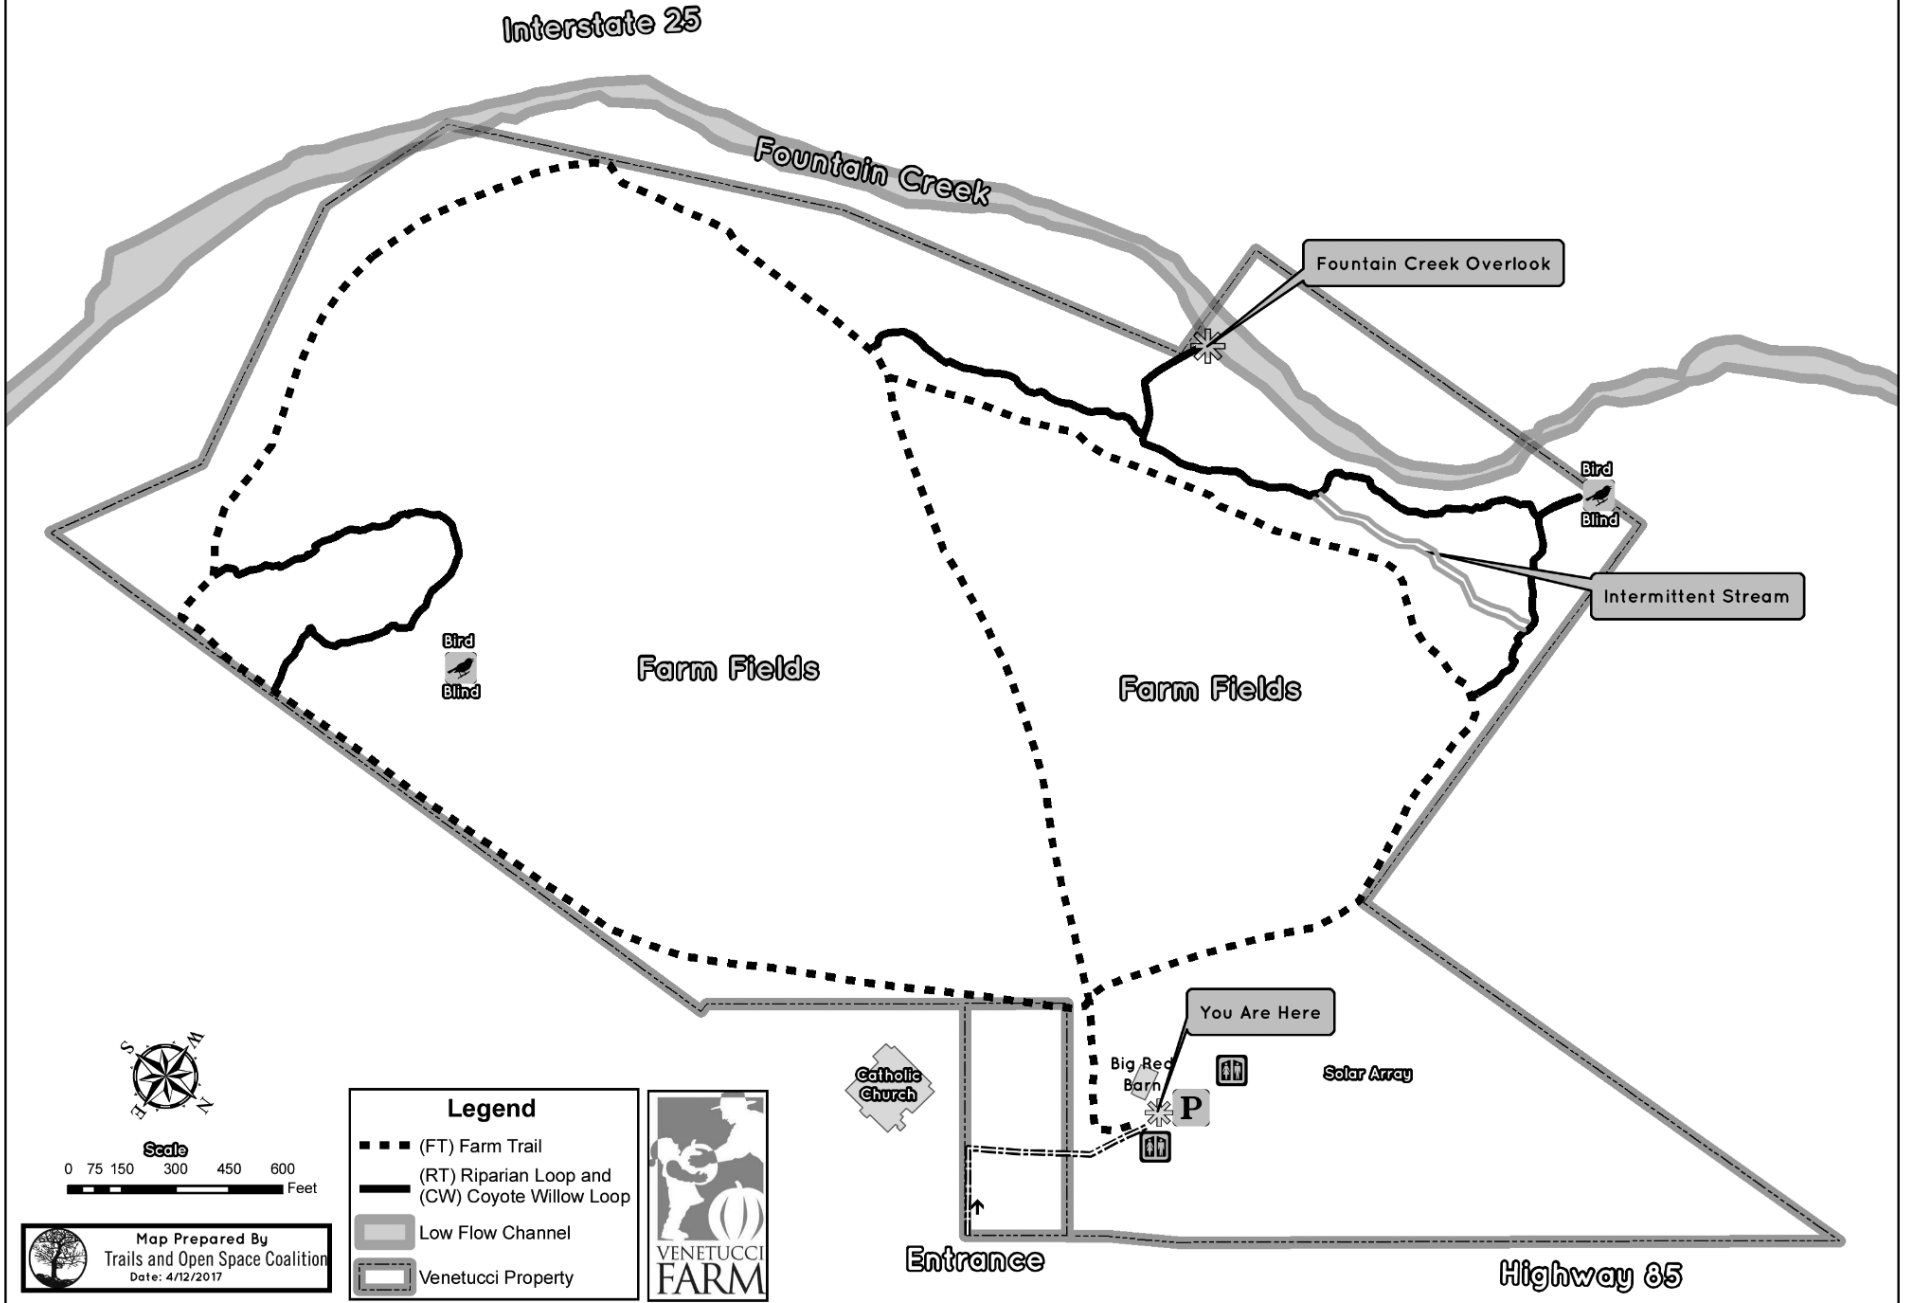 Interstate 25
Fountain Creek
Fountain Creek Overlook
Bird
Blind
Intermittent Stream
Bird
Blind
Farm Fields
Farm Fields
You Are Here
Big Red
Barn
P
Solar Array
Catholic
Church
S
W
E
N
Scale
0 75 150 300 450 600
Feet
Map Prepared By
Trails and Open Space Coalition
Date: 4/12/2017
Legend
(FT) Farm Trail
(RT) Riparian Loop and
(CW) Coyote Willow Loop
Low Flow Channel
Venetucci Property
VENETUCCI
FARM
Entrance
Highway 85